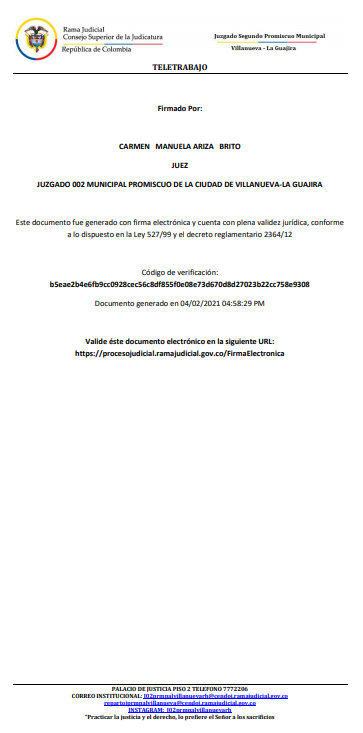 Rama Judicial
Consejo Superior de la Judicatura
República de Colombia
Juzgado Segundo Promiscuo Municipal
Villanueva - La Guajira
TELETRABAJO
Firmado Por:
CARMEN MANUELA ARIZA BRITO
JUEZ
JUZGADO 002 MUNICIPAL PROMISCUO DE LA CIUDAD DE VILLANUEVA-LA GUAJIRA
Este documento fue generado con firma electrónica y cuenta con plena validez jurídica, conforme
a lo dispuesto en la Ley 527/99 y el decreto reglamentario 2364/12
Código de verificación:
b5eae2b4e6fb9cc0928cec56c8df855f0e08e73d670d8d27023b22cc758e9308
Documento generado en 04/02/2021 04:58:29 PM
Valide éste documento electrónico en la siguiente URL:
https://procesojudicial.ramajudicial.gov.co/FirmaElectronica
PALACIO DE JUSTICIA PISO 2 TELEFONO 7772206
CORREO INSTITUCIONAL: j02prmpalvillanuevarh@cendoj.ramajudicial.gov.co
repartojprmpalvillanueva@cendoj.ramajudicial.gov.co
INSTAGRAM: J02prmpalvillanuevarh
"Practicar la justicia y el derecho, lo prefiere el Señor a los sacrificios